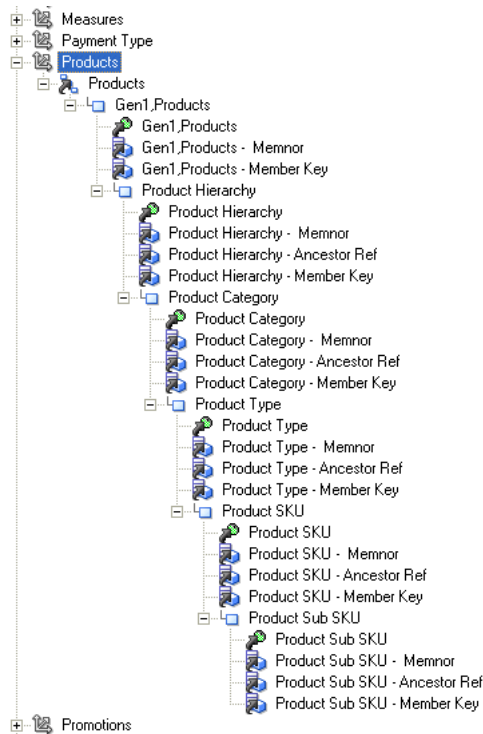 Measures
Payment Type
Products
Products
Gen1,Products
Gen1,Products
Gen1,Products - Memnor
Gen1,Products - Member Key
Product Hierarchy
Product Hierarchy
Product Hierarchy - Memnor
Product Hierarchy - Ancestor Ref
Product Hierarchy - Member Key
Product Category
Product Category
Product Category - Memnor
Product Category - Ancestor Ref
Product Category - Member Key
Product Type
Product Type
Product Type - Memnor
Product Type - Ancestor Ref
Product Type - Member Key
Product SKU
Product SKU
Product SKU - Memnor
Product SKU - Ancestor Ref
Product SKU - Member Key
Product Sub SKU
Product Sub SKU
Product Sub SKU - Memnor
Product Sub SKU - Ancestor Ref
Product Sub SKU - Member Key
Promotions